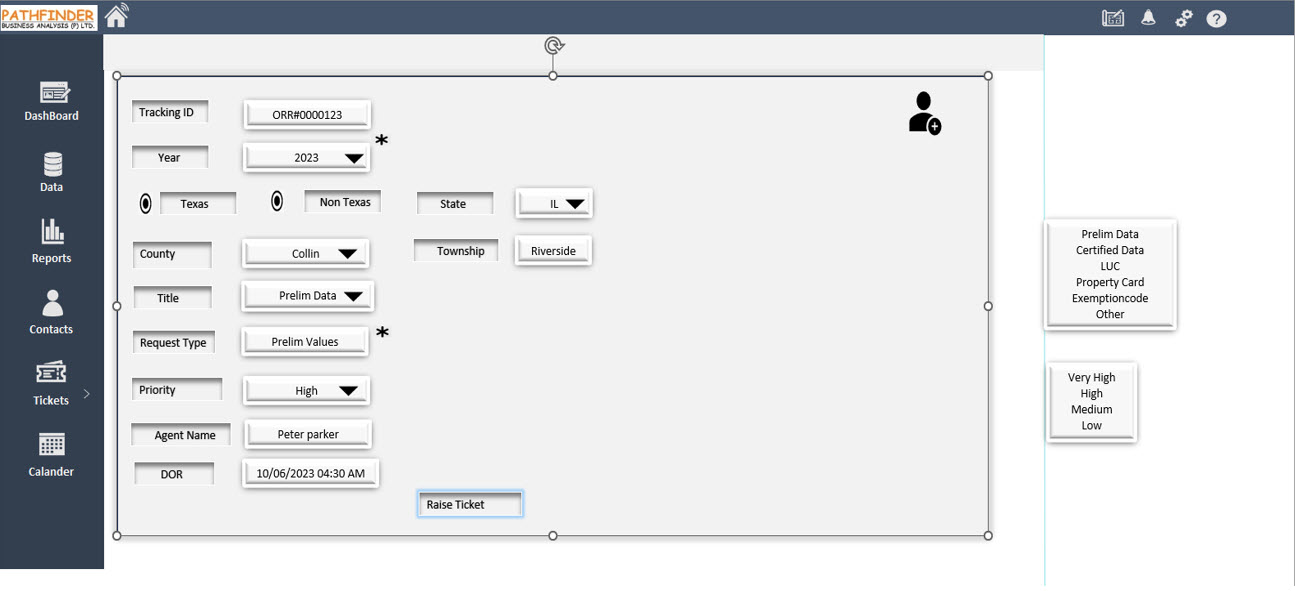 PATHFINDER
BUSINESS ANALYSIS (P) LTD.
?
DashBoard
Data
Reports
Contacts
Tickets
Calander
Tracking ID
ORR#0000123
*
Year
2023
Texas
Non Texas
State
IL
County
Collin
Township
Riverside
Title
Prelim Data
Request Type
Prelim Values
*
Priority
High
Agent Name
Peter parker
DOR
10/06/2023 04:30 AM
Raise Ticket
Prelim Data
Certified Data
LUC
Property Card
Exemptioncode
Other
Very High
High
Medium
Low